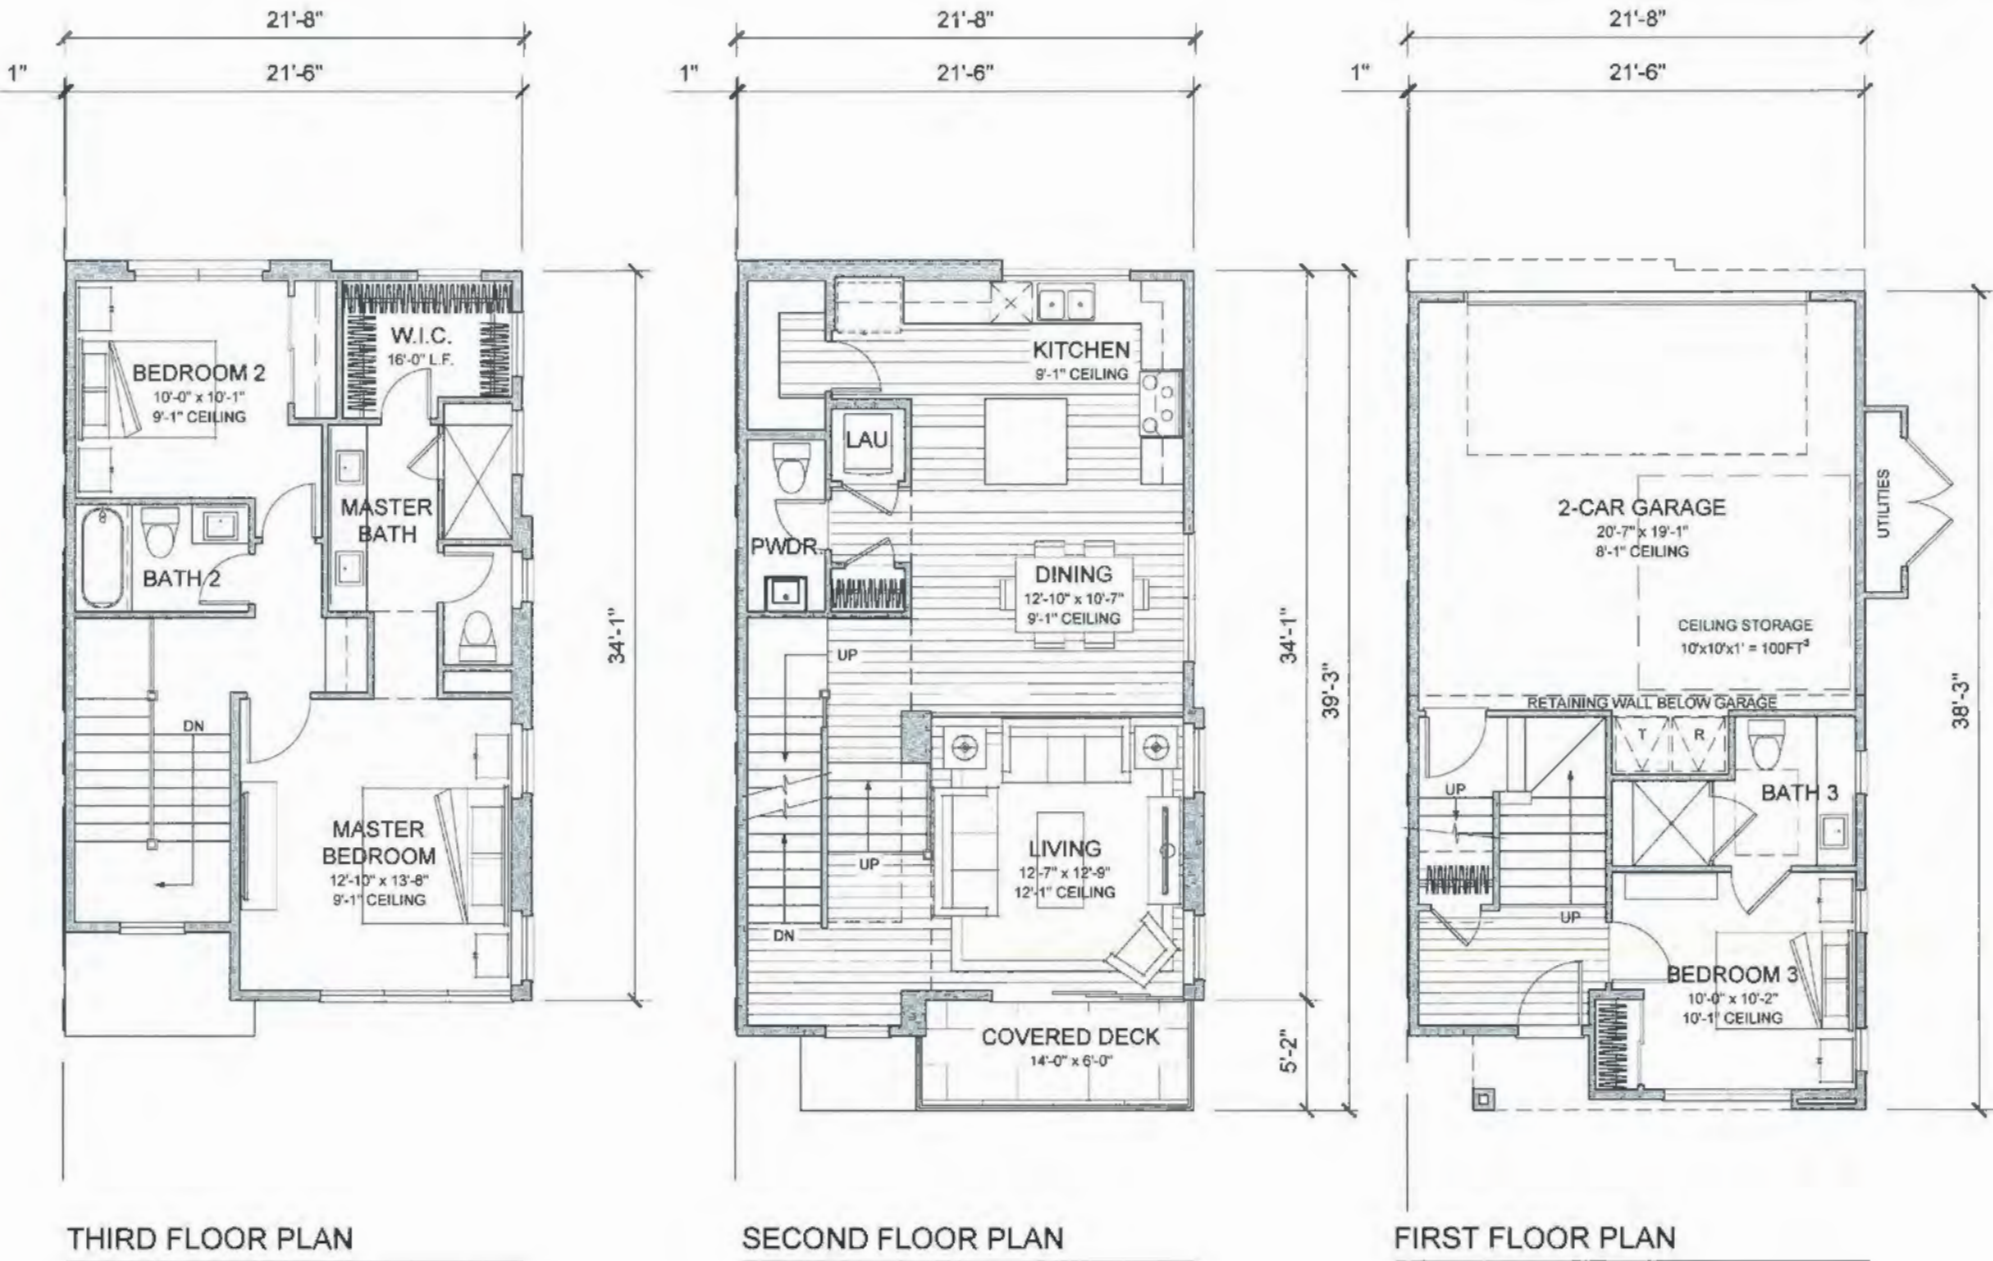 21'-8"
21'-8"
21'-8"
1"
21'-6"
1"
21'-6"
1"
21'-6"
W.I.C.
16'-0" L.F.
BEDROOM 2
10'-0" x 10'-1"
9'-1" CEILING
MASTER
BATH
BATH 2
34'-1"
DN
MASTER
BEDROOM
12'-10" x 13'-8"
9'-1" CEILING
THIRD FLOOR PLAN
KITCHEN
9'-1" CEILING
LAU
PWDR.
DINING
12'-10" x 10'-7"
9'-1" CEILING
UP
34'-1"
39'-3"
UP
LIVING
12'-7" x 12'-9"
12'-1" CEILING
DN
COVERED DECK
14'-0" x 6'-0"
5'-2"
SECOND FLOOR PLAN
2-CAR GARAGE
20'-7" x 19'-1"
8'-1" CEILING
UTILITIES
CEILING STORAGE
10'x10'x1' = 100FT³
RETAINING WALL BELOW GARAGE
38'-3"
T
R
UP
BATH 3
UP
BEDROOM 3
10'-0" x 10'-2"
10'-1" CEILING
FIRST FLOOR PLAN